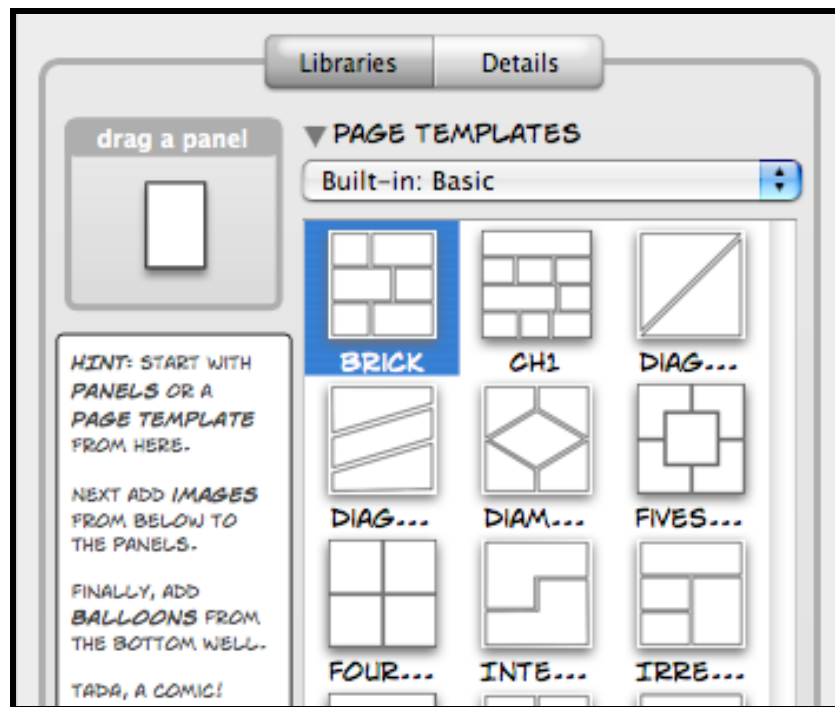 Libraries Details
drag a panel
PAGE TEMPLATES
Built-in: Basic
HINT: START WITH
PANELS OR A
PAGE TEMPLATE
FROM HERE.
NEXT ADD IMAGES
FROM BELOW TO
THE PANELS.
FINALLY, ADD
BALLOONS FROM
THE BOTTOM WELL.
TADA, A COMIC!
BRICK CH1 DIAG...
DIAG... DIAM... FIVES...
FOUR... INTE... IRRE...